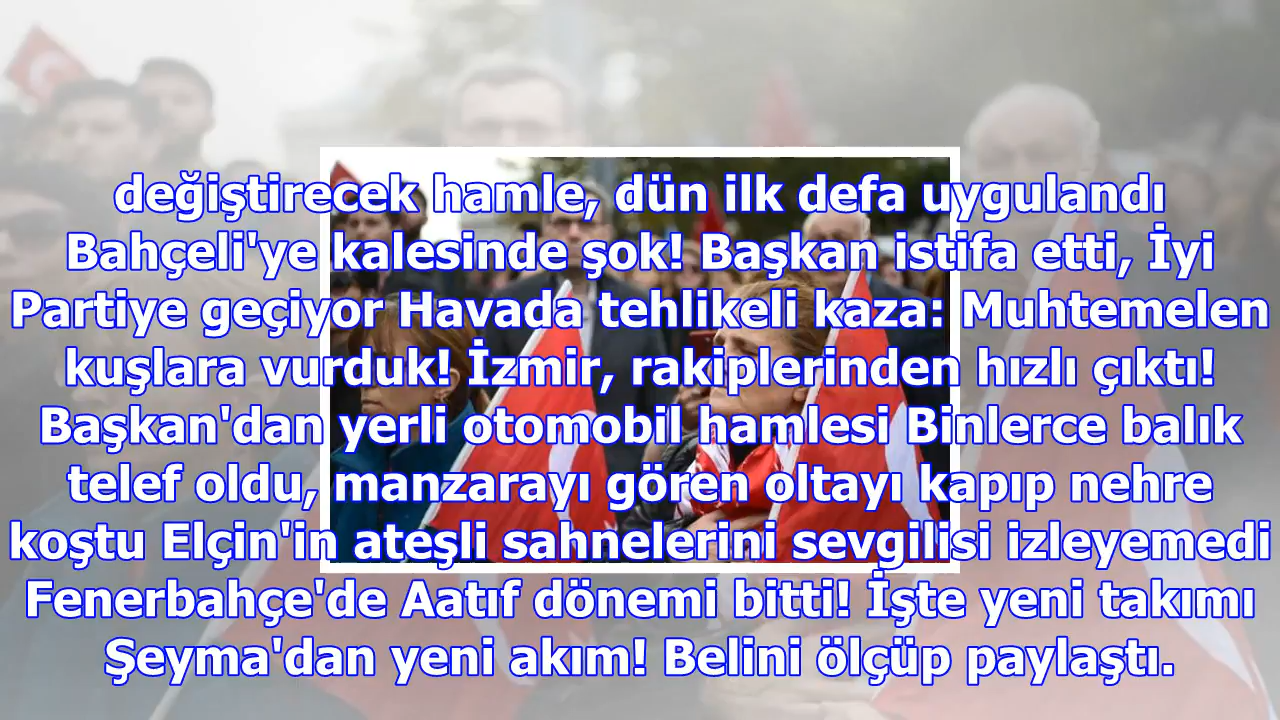 değiştirecek hamle, dün ilk defa uygulandı
Bahçeli'ye kalesinde şok! Başkan istifa etti, İyi
Partiye geçiyor Havada tehlikeli kaza: Muhtemelen
kuşlara vurduk! İzmir, rakiplerinden hızlı çıktı!
Başkan'dan yerli otomobil hamlesi Binlerce balık
telef oldu, manzarayı gören oltayı kapıp nehre
koştu Elçin'in ateşli sahnelerini sevgilisi izleyemedi
Fenerbahçe'de Aatıf dönemi bitti! İşte yeni takımı
Şeyma'dan yeni akım! Belini ölçüp paylaştı.